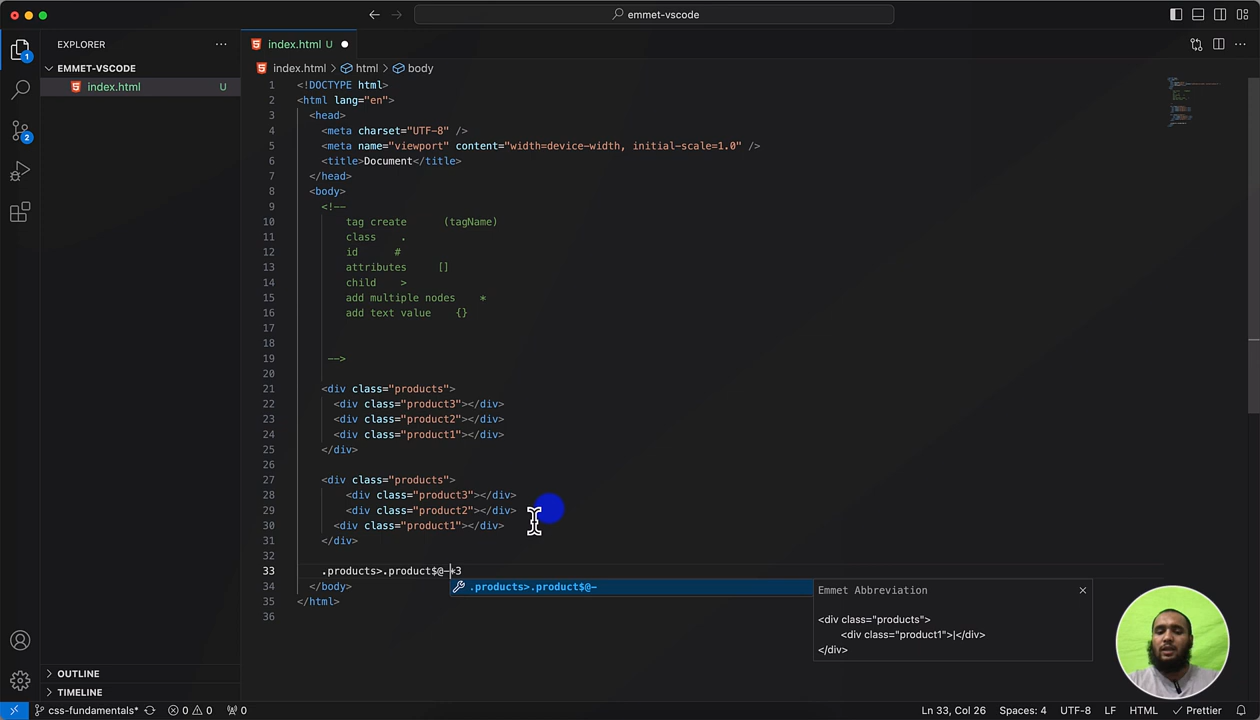 emmet-vscode
EXPLORER
EMMET-VSCODE
index.html U
1
2
index.html U
index.html > html > body
1 <!DOCTYPE html>
2 <html lang="en">
3 <head>
4 <meta charset="UTF-8" />
5 <meta name="viewport" content="width=device-width, initial-scale=1.0" />
6 <title>Document</title>
7 </head>
8 <body>
9 <!--
10 tag create (tagName)
11 class .
12 id #
13 attributes []
14 child >
15 add multiple nodes *
16 add text value {}
17
18
19 -->
20
21 <div class="products">
22 <div class="product3"></div>
23 <div class="product2"></div>
24 <div class="product1"></div>
25 </div>
26
27 <div class="products">
28 <div class="product3"></div>
29 <div class="product2"></div>
30 <div class="product1"></div>
31 </div>
32
33 .products>.product$@-*3
34 </body>
35 </html>
36
.products>.product$@-
Emmet Abbreviation
<div class="products">
<div class="product1">|</div>
</div>
OUTLINE
TIMELINE
css-fundamentals* 0 0 0 Ln 33, Col 26 Spaces: 4 UTF-8 LF HTML Prettier